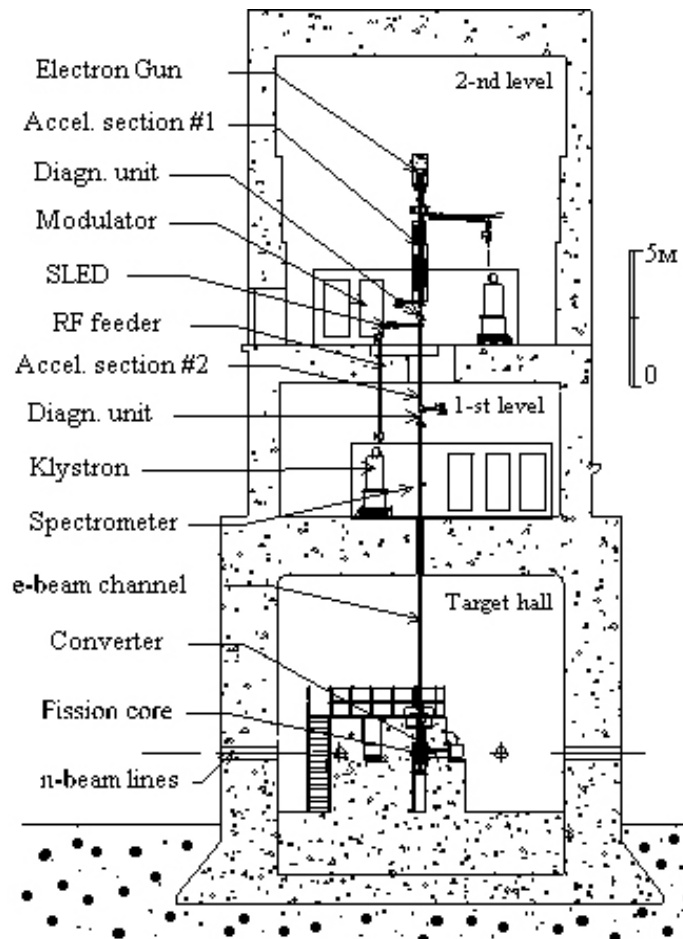 Electron Gun
2-nd level
Accel. section #1
Diagn. unit
Modulator
5м
SLED
RF feeder
Accel. section #2
0
1-st level
Diagn. unit
Klystron
Spectrometer
e-beam channel
Target hall
Converter
Fission core
n-beam lines